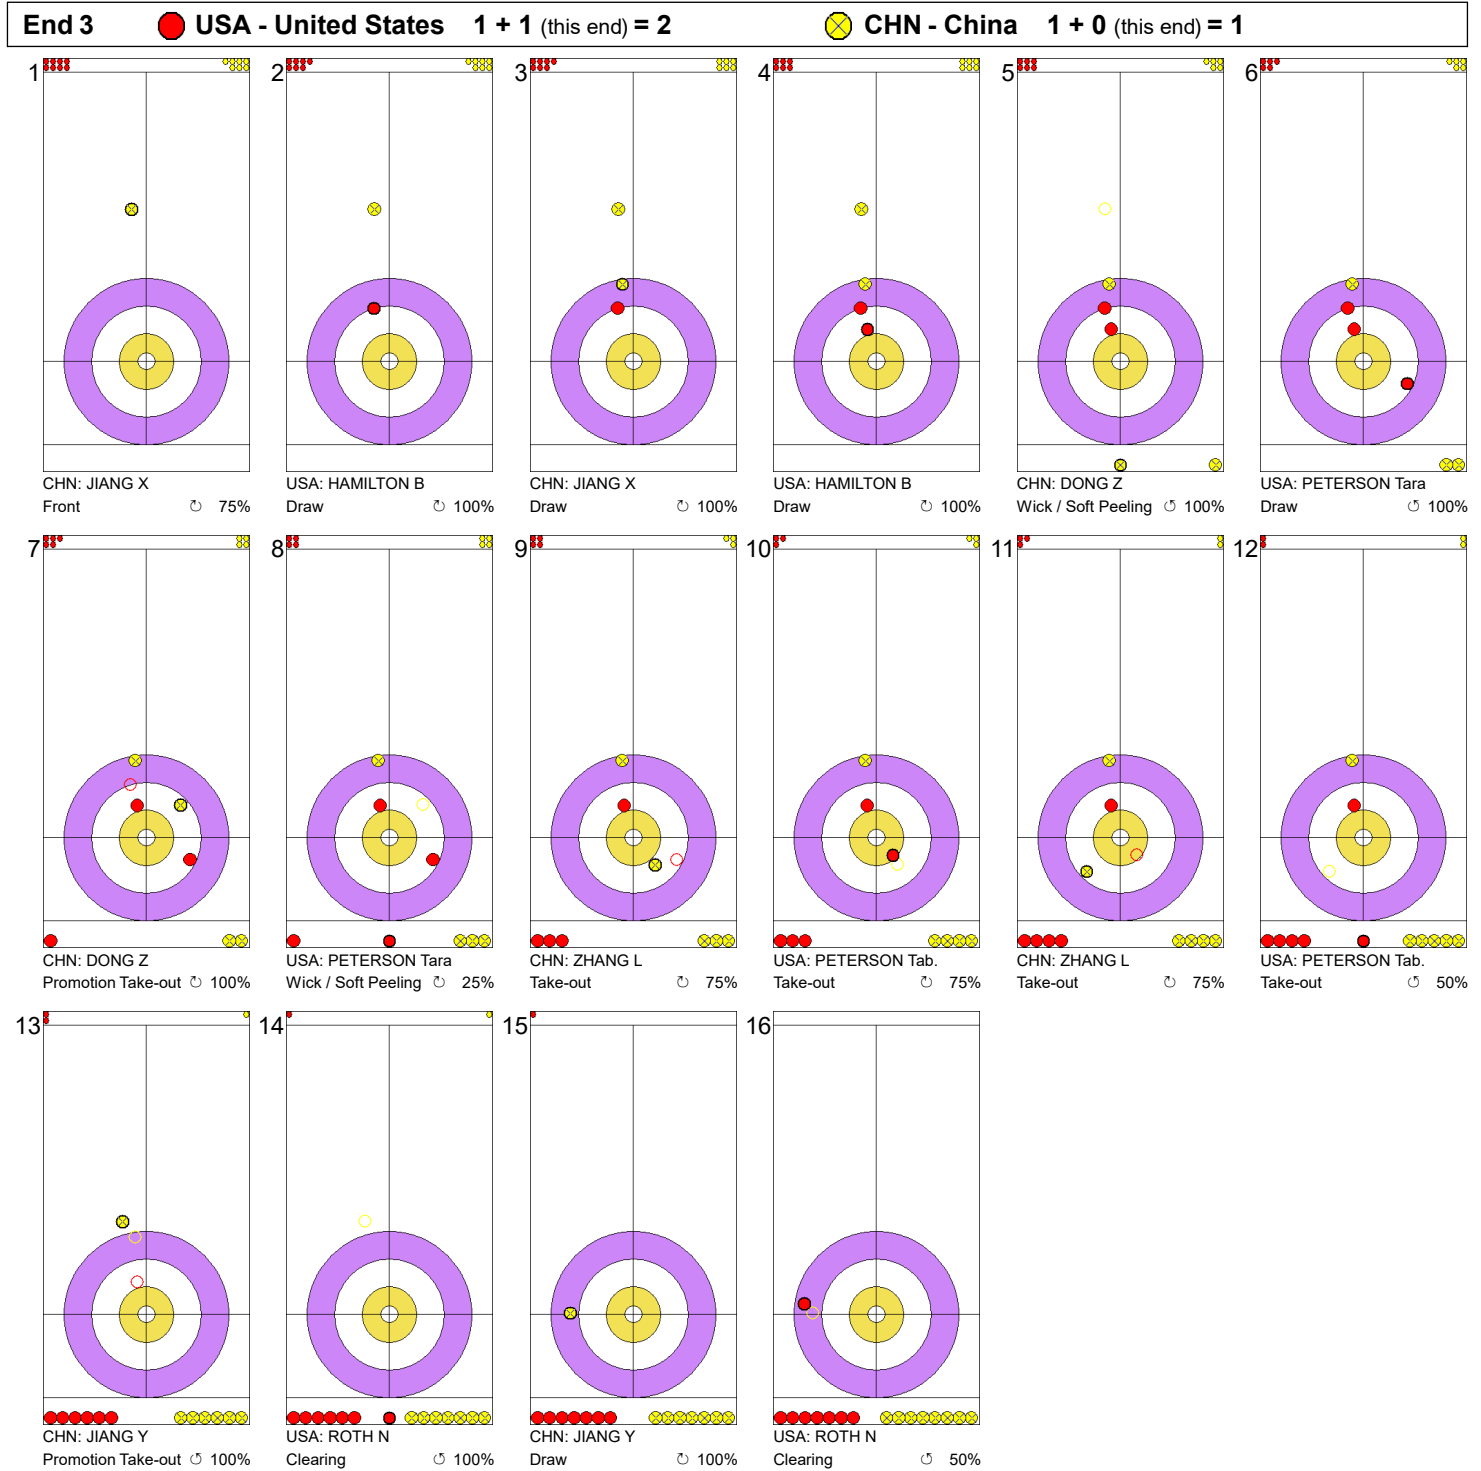 End 3 USA - United States 1 + 1 (this end) = 2 CHN - China 1 + 0 (this end) = 1
1 2 3 4 5 6
CHN: JIANG X USA: HAMILTON B CHN: JIANG X USA: HAMILTON B CHN: DONG Z USA: PETERSON Tara
Front ↻ 75% Draw ↻ 100% Draw ↻ 100% Draw ↻ 100% Wick / Soft Peeling ↺ 100% Draw ↻ 100%
7 8 9 10 11 12
CHN: DONG Z USA: PETERSON Tara CHN: ZHANG L USA: PETERSON Tab. CHN: ZHANG L USA: PETERSON Tab.
Promotion Take-out ↻ 100% Wick / Soft Peeling ↻ 25% Take-out ↻ 75% Take-out ↻ 75% Take-out ↺ 75% Take-out ↺ 50%
13 14 15 16
CHN: JIANG Y USA: ROTH N CHN: JIANG Y USA: ROTH N
Promotion Take-out ↺ 100% Clearing ↺ 100% Draw ↺ 100% Clearing ↺ 50%